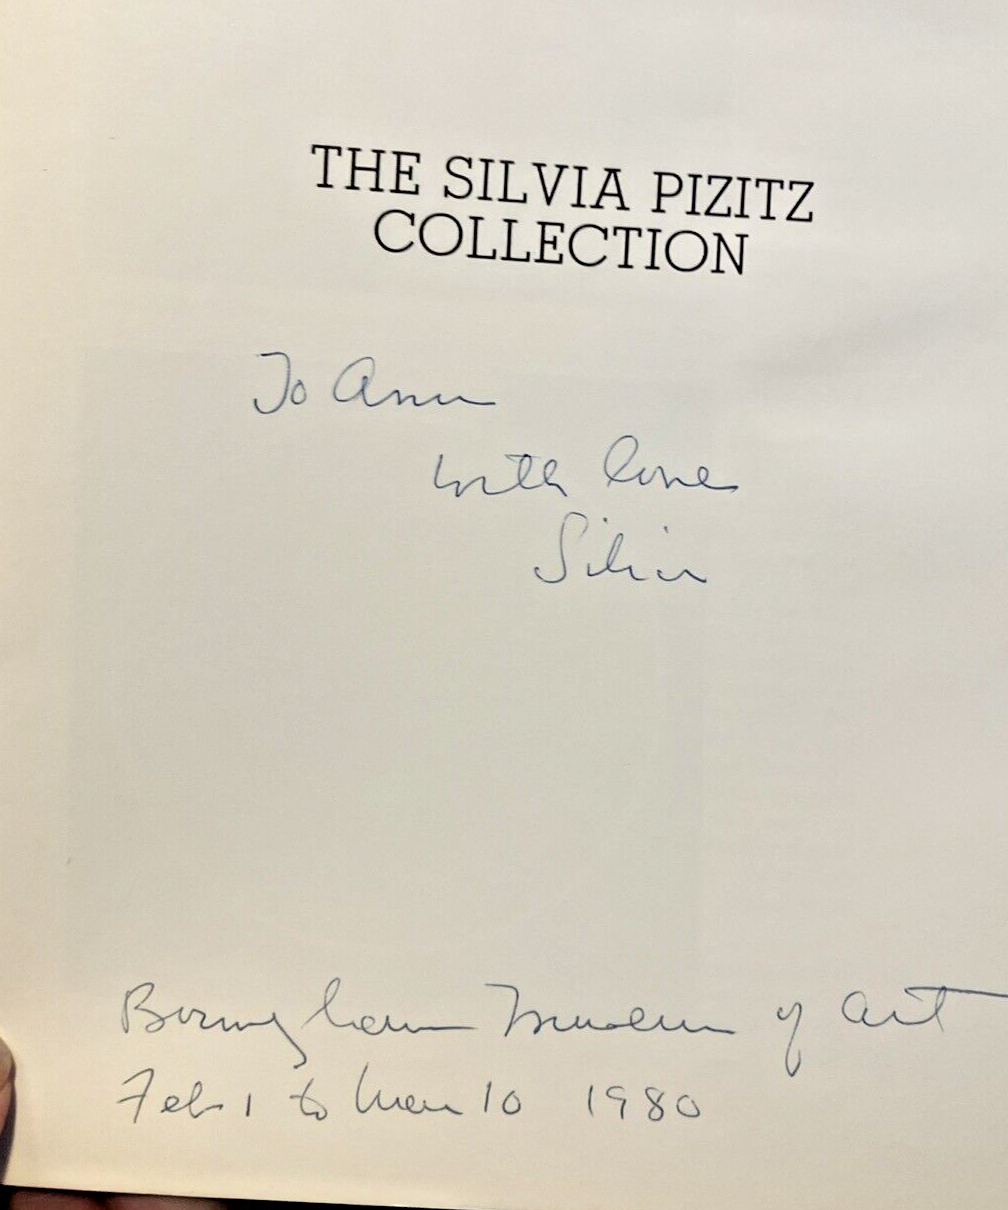 THE SILVIA PIZITZ
COLLECTION
To Ann
with love
Silvia
Birmingham Museum of Art
Feb 1 to Mar 10 1980